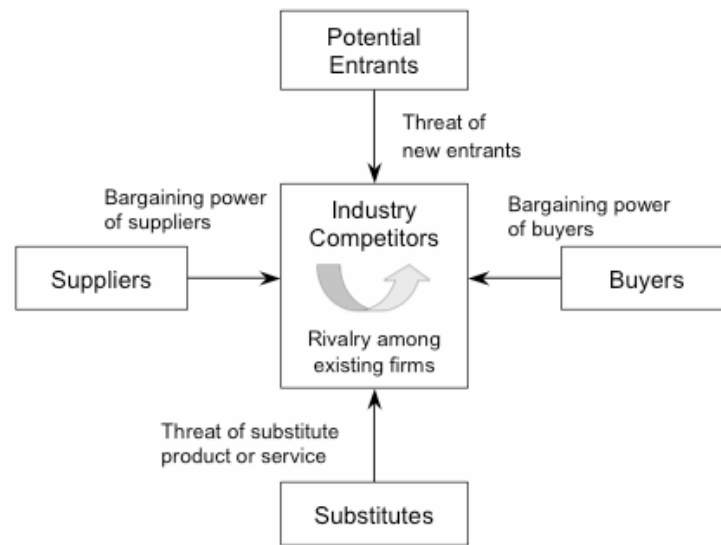 Potential
Entrants
Threat of
new entrants
Bargaining power
of suppliers
Industry
Competitors
Bargaining power
of buyers
Suppliers
Buyers
Rivalry among
existing firms
Threat of substitute
product or service
Substitutes